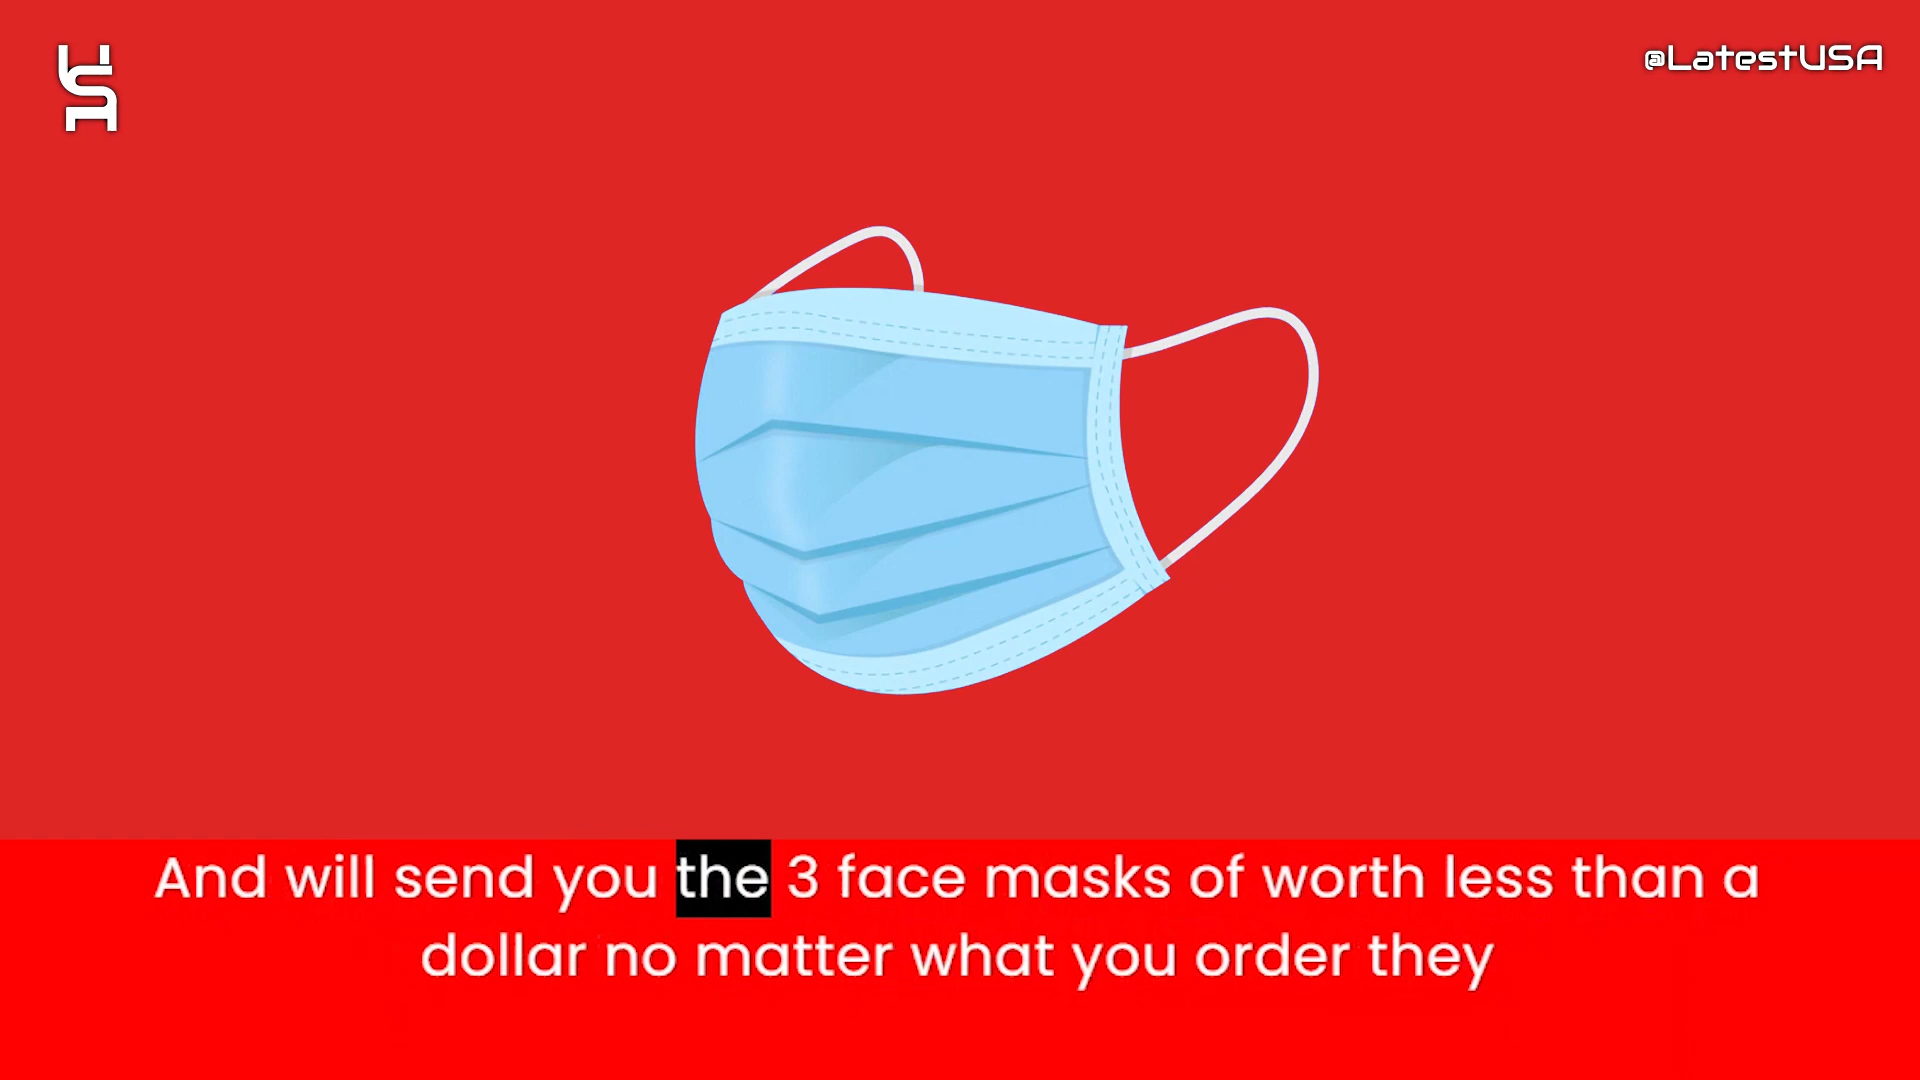 USA
@LatestUSA
And will send you the 3 face masks of worth less than a
dollar no matter what you order they